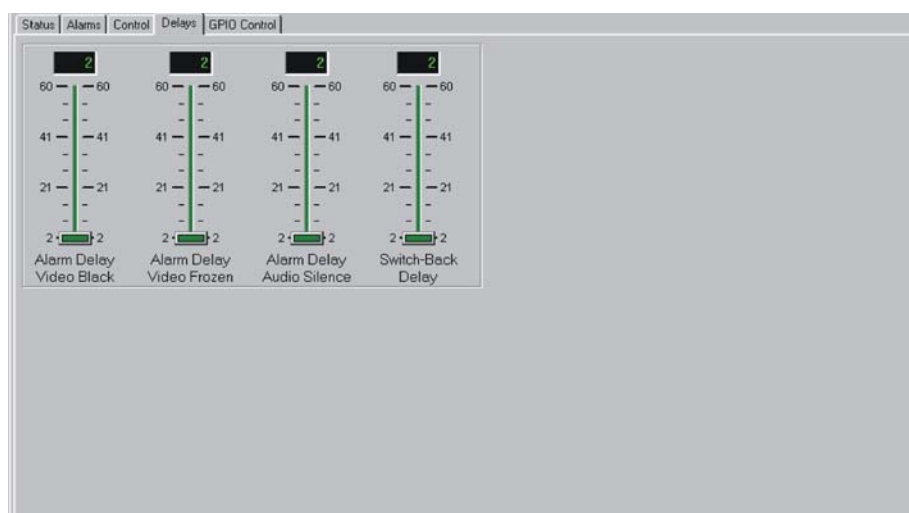 Status Alarms Control Delays GPIO Control
2 2 2 2
60 60 60 60 60 60 60 60
41 41 41 41 41 41 41 41
21 21 21 21 21 21 21 21
2 2 2 2 2 2 2 2
Alarm Delay Alarm Delay Alarm Delay Switch-Back
Video Black Video Frozen Audio Silence Delay